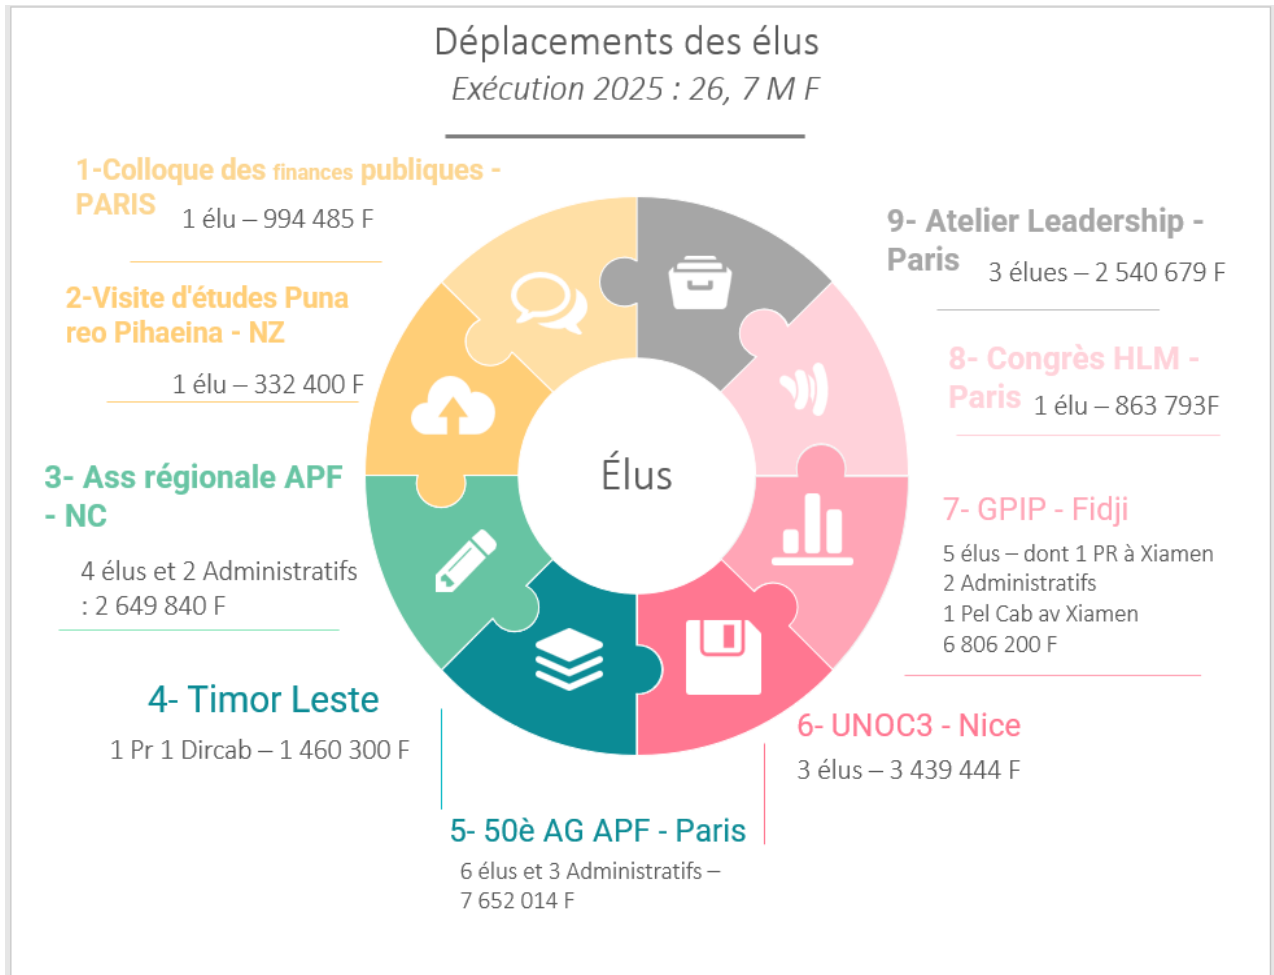 Déplacements des élus
Exécution 2025 : 26, 7 M F
1-Colloque des finances publiques -
PARIS
1 élu – 994 485 F
2-Visite d'études Puna
reo Pihaeina - NZ
1 élu – 332 400 F
3- Ass régionale APF
- NC
4 élus et 2 Administratifs
: 2 649 840 F
4- Timor Leste
1 Pr 1 Dircab – 1 460 300 F
5- 50è AG APF - Paris
6 élus et 3 Administratifs –
7 652 014 F
6- UNOC3 - Nice
3 élus – 3 439 444 F
7- GPIP - Fidji
5 élus – dont 1 PR à Xiamen
2 Administratifs
1 Pel Cab av Xiamen
6 806 200 F
8- Congrès HLM -
Paris
1 élu – 863 793F
9- Atelier Leadership -
Paris
3 élues – 2 540 679 F
Élus